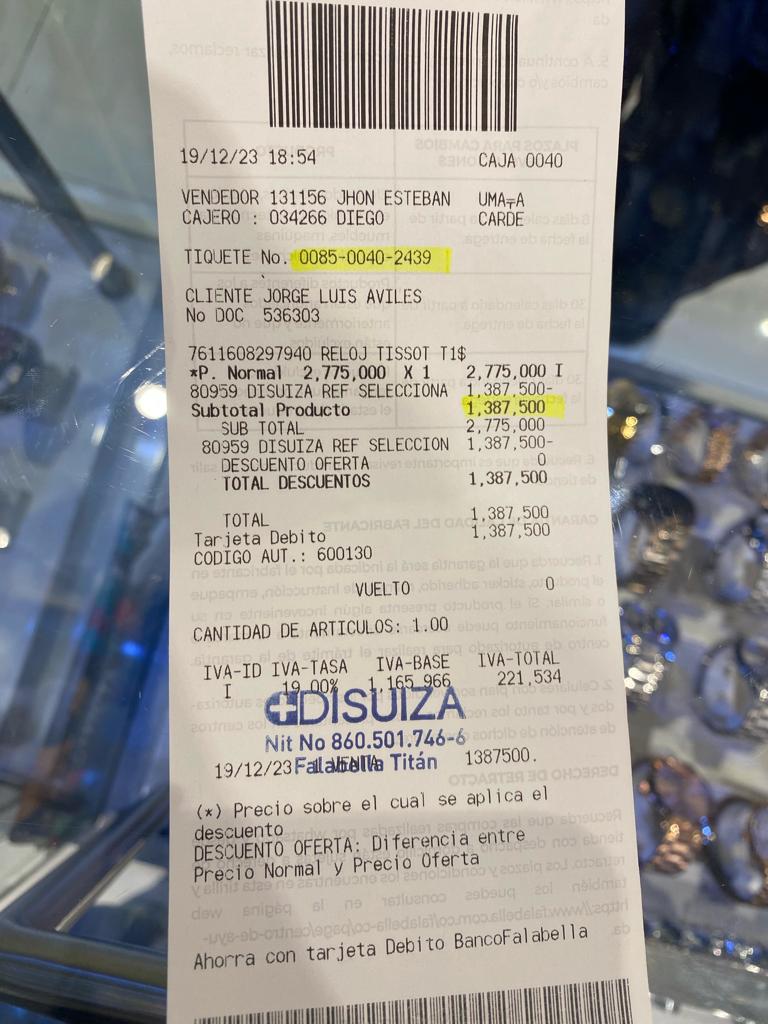 19/12/23 18:54 CAJA 0040
VENDEDOR 131156 JHON ESTEBAN UMA A
CAJERO : 034266 DIEGO CARDE
TIQUETE No. 0085-0040-2439
CLIENTE JORGE LUIS AVILES
No DOC 536303
7611608297940 RELOJ TISSOT T1$
*P. Normal 2,775,000 X 1 2,775,000 I
80959 DISUIZA REF SELECCIONA 1,387,500-
Subtotal Producto 1,387,500
SUB TOTAL 2,775,000
80959 DISUIZA REF SELECCION 1,387,500-
DESCUENTO OFERTA 0
TOTAL DESCUENTOS 1,387,500
TOTAL 1,387,500
Tarjeta Debito 1,387,500
CODIGO AUT.: 600130
VUELTO 0
CANTIDAD DE ARTICULOS: 1.00
IVA-ID IVA-TASA IVA-BASE IVA-TOTAL
I 19.00% 1,165,966 221,534
DISUIZA
Nit No 860.501.746-6
19/12/23 Falabella Titán 1387500.
(*) Precio sobre el cual se aplica el
descuento
DESCUENTO OFERTA: Diferencia entre
Precio Normal y Precio Oferta
Ahorra con tarjeta Debito BancoFalabella